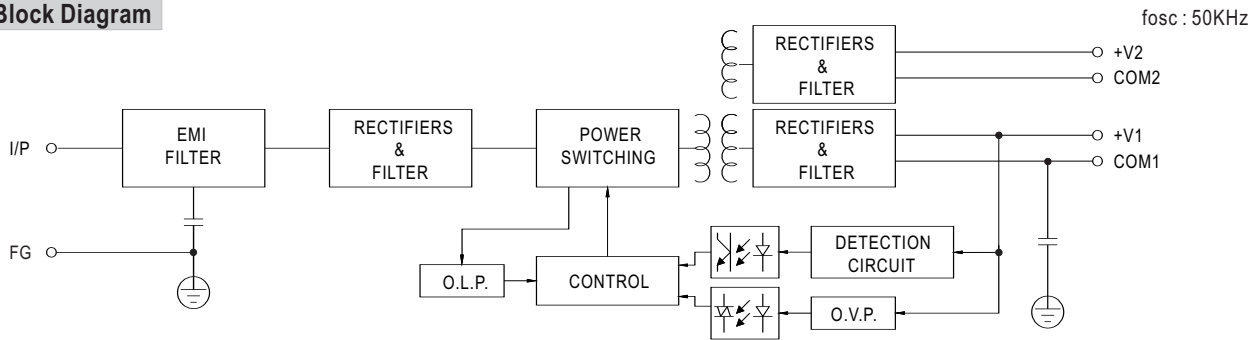 Block Diagram
fosc : 50KHz
RECTIFIERS
&
FILTER
+V2
COM2
I/P
EMI
FILTER
RECTIFIERS
&
FILTER
POWER
SWITCHING
RECTIFIERS
&
FILTER
+V1
COM1
FG
O.L.P.
CONTROL
DETECTION
CIRCUIT
O.V.P.